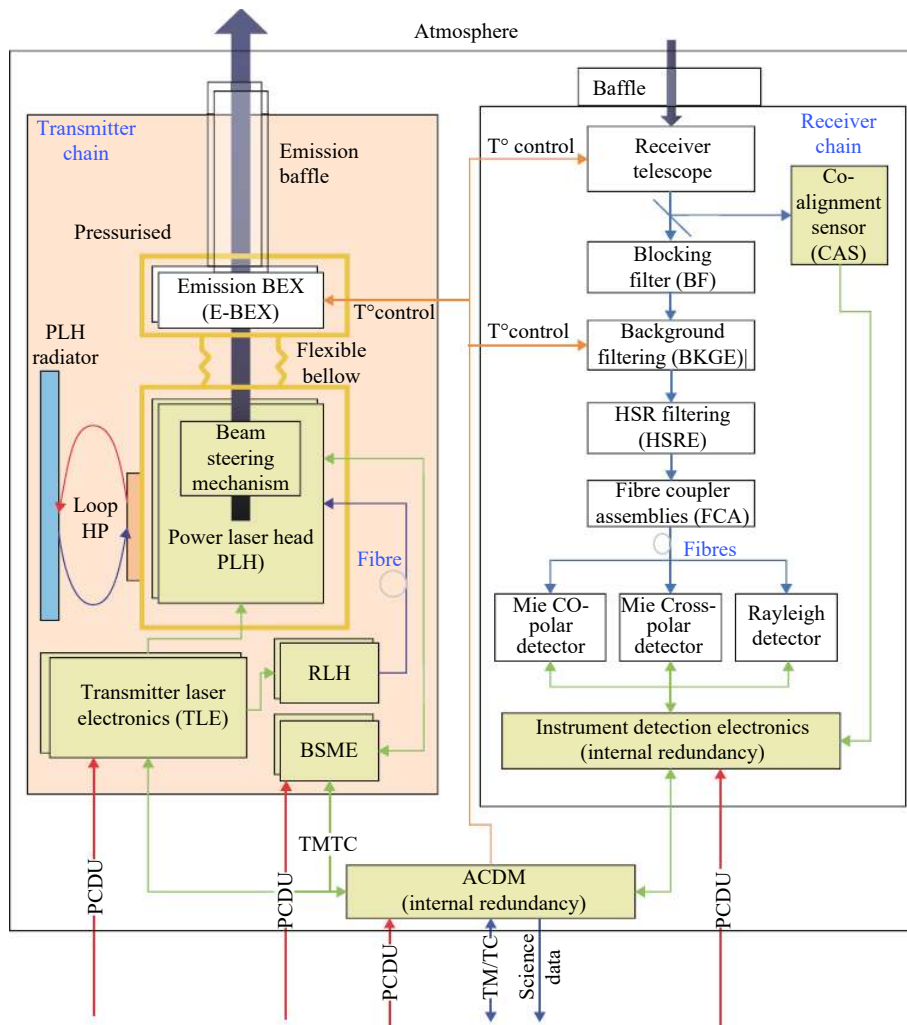 Atmosphere
Baffle
Transmitter
chain
Emission
baffle
T° control
Receiver
telescope
Receiver
chain
Co-
alignment
sensor
(CAS)
Pressurised
Emission BEX
(E-BEX)
T°control
Blocking
filter (BF)
PLH
radiator
Flexible
bellow
T°control
Background
filtering (BKGE)|
HSR filtering
(HSRE)
Beam
steering
mechanism
Loop
HP
Power laser head
PLH)
Fibre
Fibre coupler
assemblies (FCA)
Fibres
Mie CO-
polar
detector
Mie Cross-
polar
detector
Rayleigh
detector
Transmitter laser
electronics (TLE)
RLH
BSME
Instrument detection electronics
(internal redundancy)
TMTC
ACDM
(internal redundancy)
PCDU
PCDU
PCDU
TM/TC
Science
data
PCDU